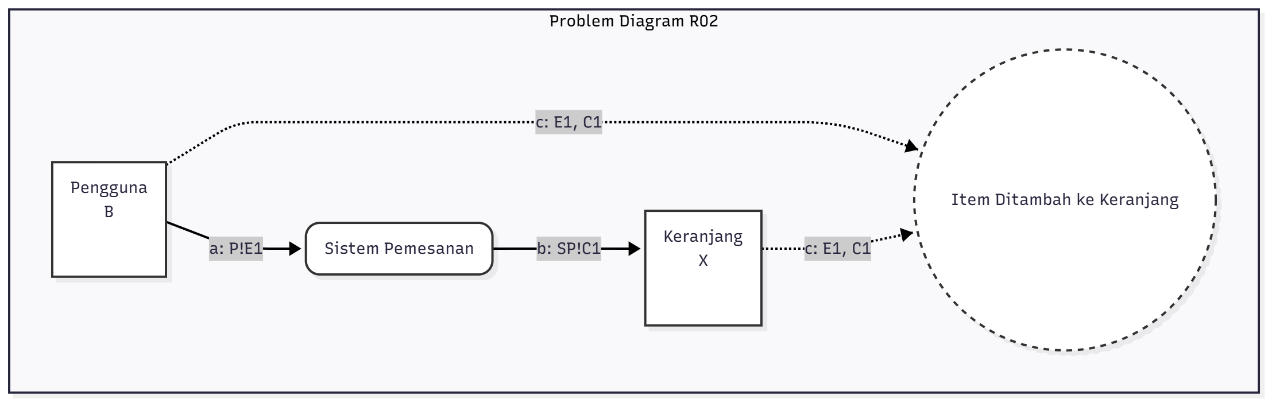 Problem Diagram R02
c: E1, C1
Pengguna
B
a: P!E1
Sistem Pemesanan
b: SP!C1
Keranjang
X
c: E1, C1
Item Ditambah ke Keranjang